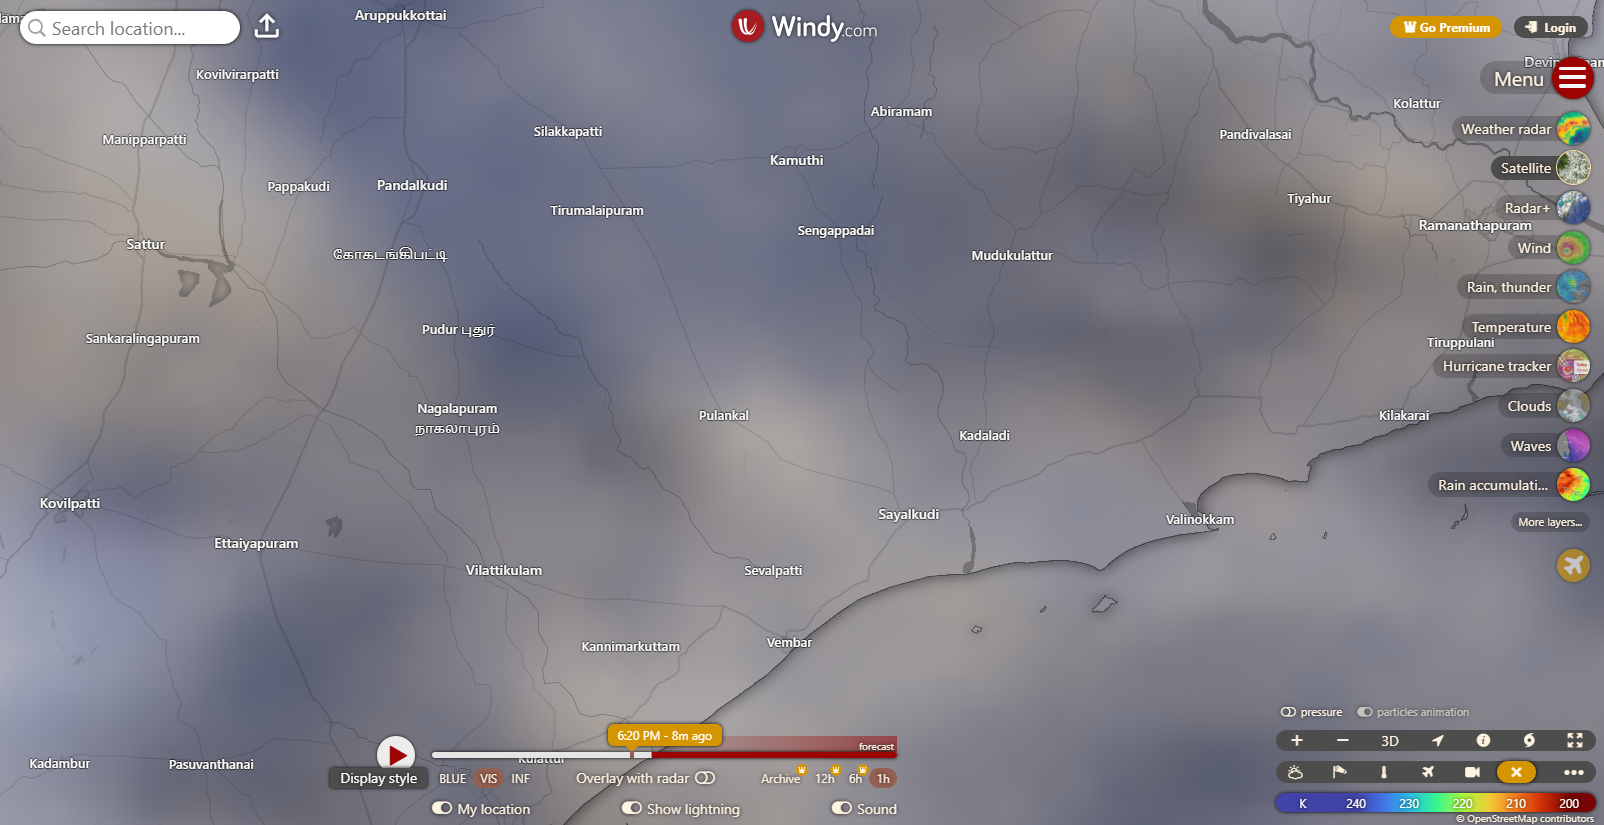 Search location...
Windy.com
Go Premium
Login
Menu
Weather radar
Satellite
Radar+
Wind
Rain, thunder
Temperature
Hurricane tracker
Clouds
Waves
Rain accumulati...
More layers...
Aruppukkottai
Kovilvirarpatti
Abiramam
Kolattur
Silakkapatti
Pandivalasai
Manipparpatti
Kamuthi
Pappakudi
Pandalkudi
Tiyahur
Tirumalaipuram
Ramanathapuram
Sengappadai
Sattur
கோகடங்கிபட்டி
Mudukulattur
Pudur புதுர்
Sankaralingapuram
Tiruppulani
Nagalapuram
நாகலாபுரம்
Pulankal
Kilakarai
Kadaladi
Kovilpatti
Sayalkudi
Valinokkam
Ettaiyapuram
Vilattikulam
Sevalpatti
Kannimarkuttam
Vembar
Kadambur
Pasuvanthanai
Kulattur
6:20 PM - 8m ago
forecast
Display style
BLUE
VIS
INF
Overlay with radar
Archive
12h
6h
1h
My location
Show lightning
Sound
pressure
particles animation
3D
K 240 230 220 210 200
© OpenStreetMap contributors